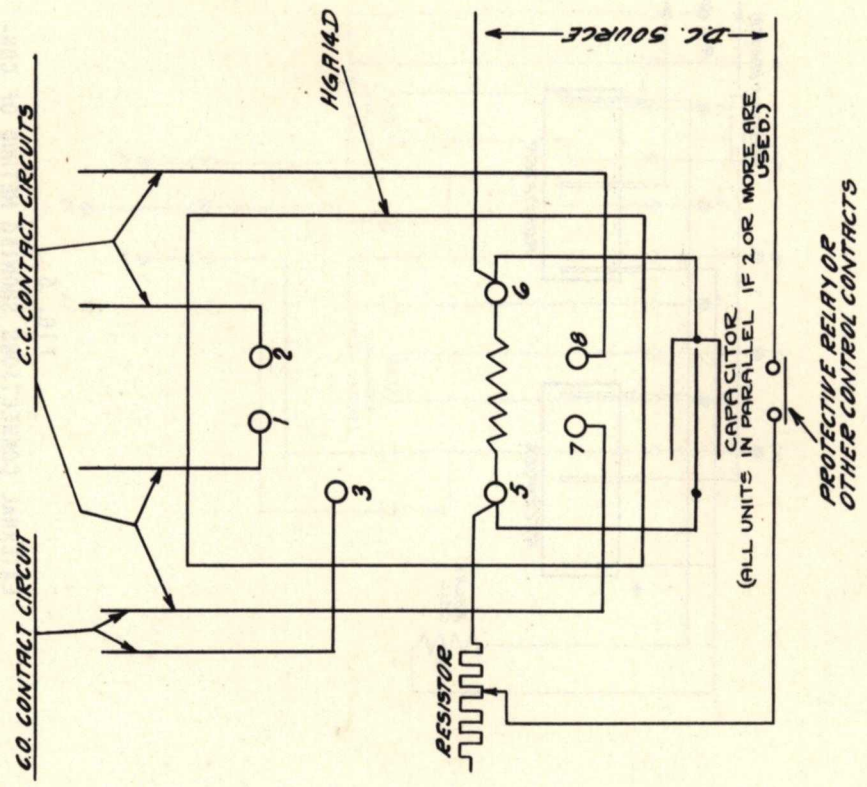 C.O. CONTACT CIRCUIT
C.C. CONTACT CIRCUITS
HGA14D
1
2
3
RESISTOR
5
6
7
8
D.C. SOURCE
CAPACITOR
(ALL UNITS IN PARALLEL IF 2 OR MORE ARE
USED.)
PROTECTIVE RELAY OR
OTHER CONTROL CONTACTS